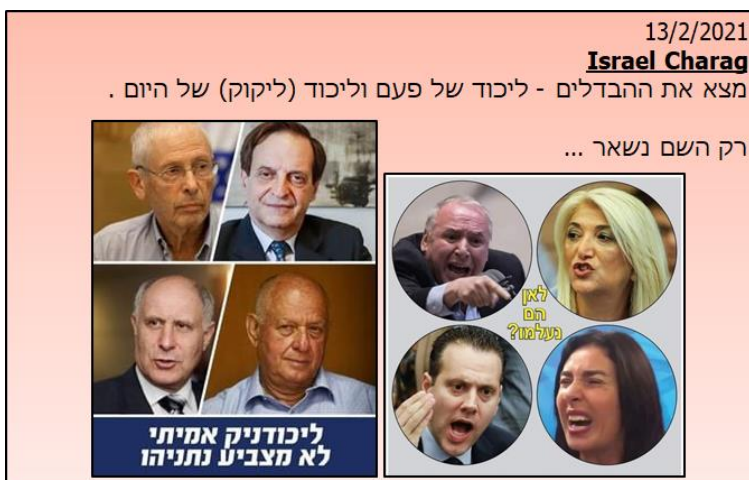 13/2/2021
Israel Charag
מצא את ההבדלים - ליכוד של פעם וליכוד (ליקוק) של היום .
רק השם נשאר ...
ליכודניק אמיתי
לא מצביע נתניהו
לאן
הם
נעלמו?